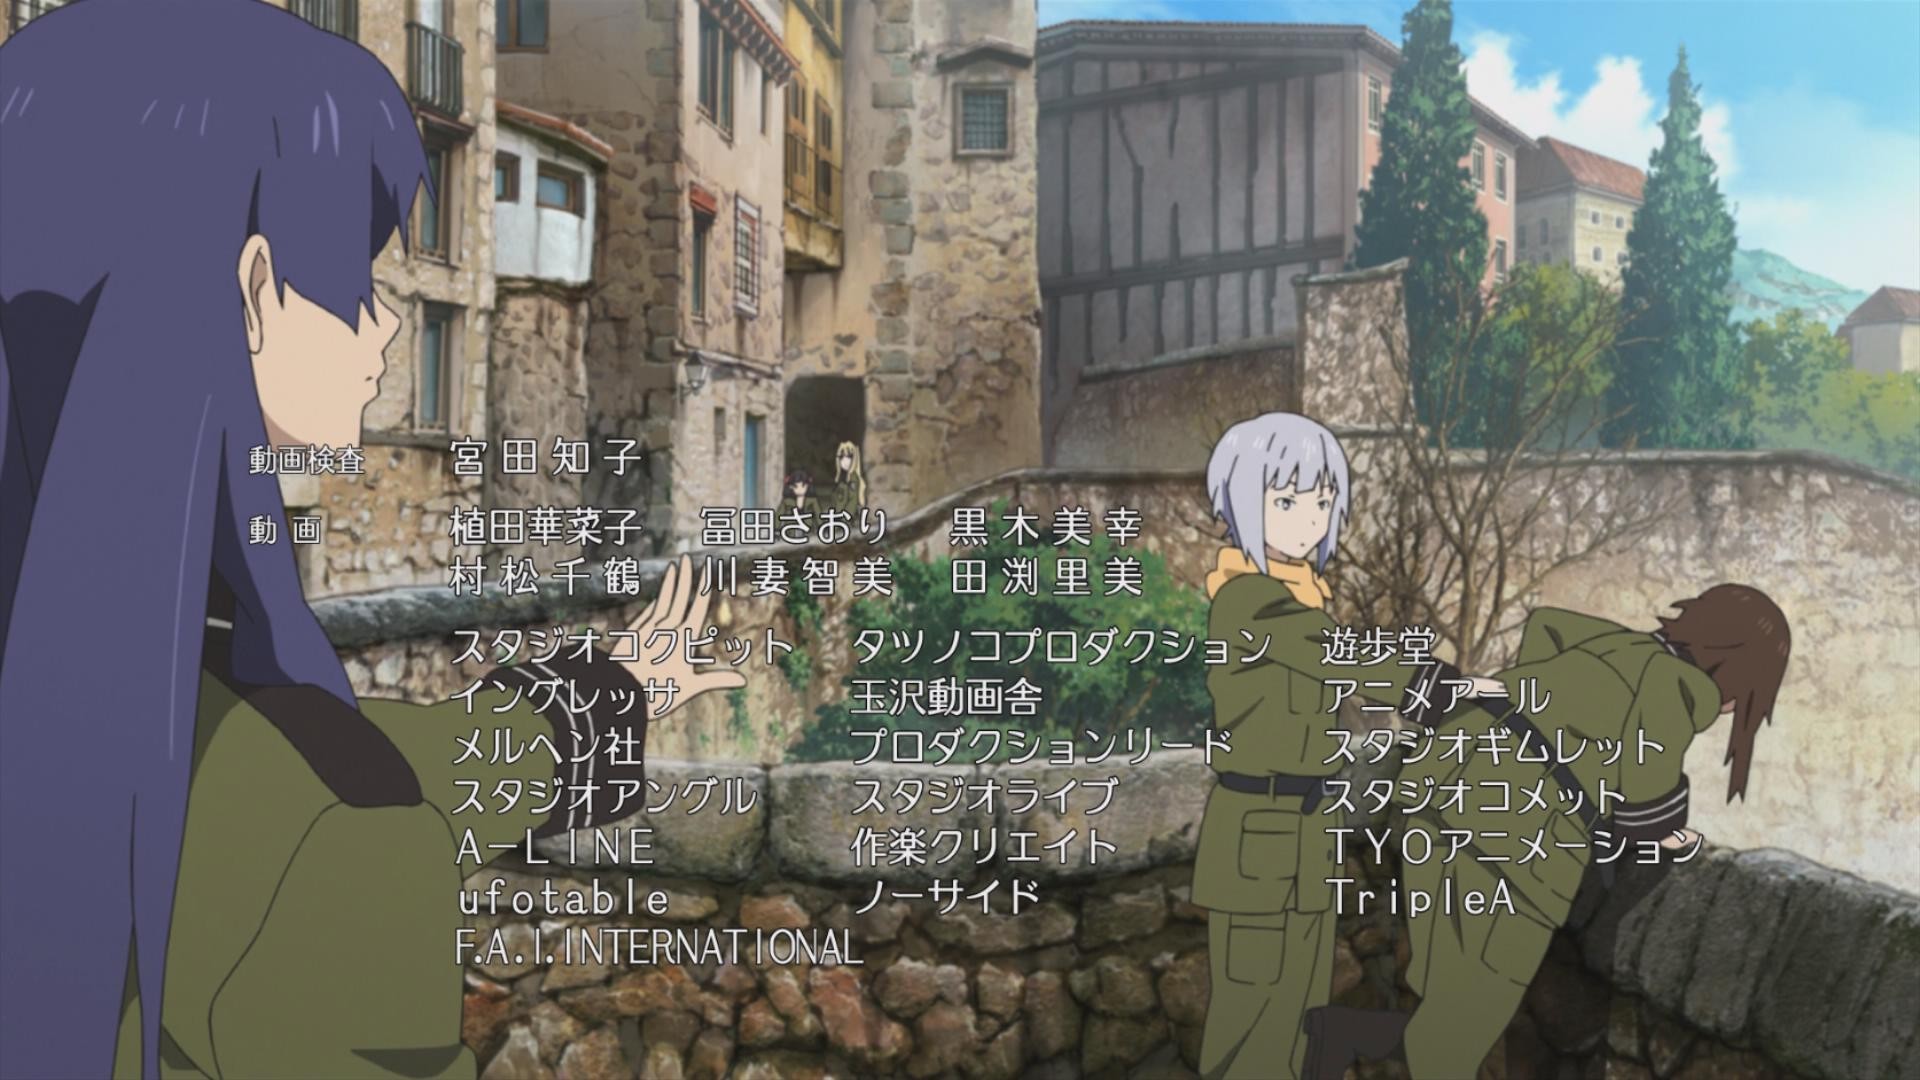 動画検査 宮田知子
動画 植田華菜子 冨田さおり 黒木美幸
村松千鶴 川妻智美 田渕里美
スタジオコクピット タツノコプロダクション 遊歩堂
イングレッサ 玉沢動画舎 アニメアール
メルヘン社 プロダクションリード スタジオギムレット
スタジオアングル スタジオライブ スタジオコメット
A-LINE 作楽クリエイト TYOアニメーション
ufotable ノーサイド TripleA
F.A.I.INTERNATIONAL